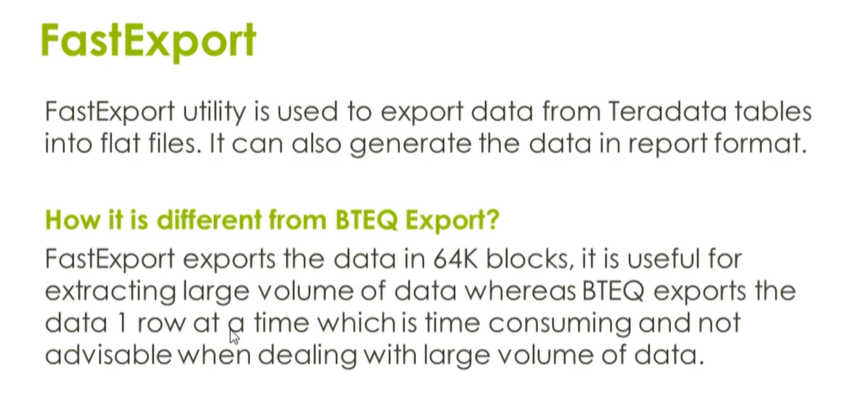 FastExport
FastExport utility is used to export data from Teradata tables
into flat files. It can also generate the data in report format.
How it is different from BTEQ Export?
FastExport exports the data in 64K blocks, it is useful for
extracting large volume of data whereas BTEQ exports the
data 1 row at a time which is time consuming and not
advisable when dealing with large volume of data.